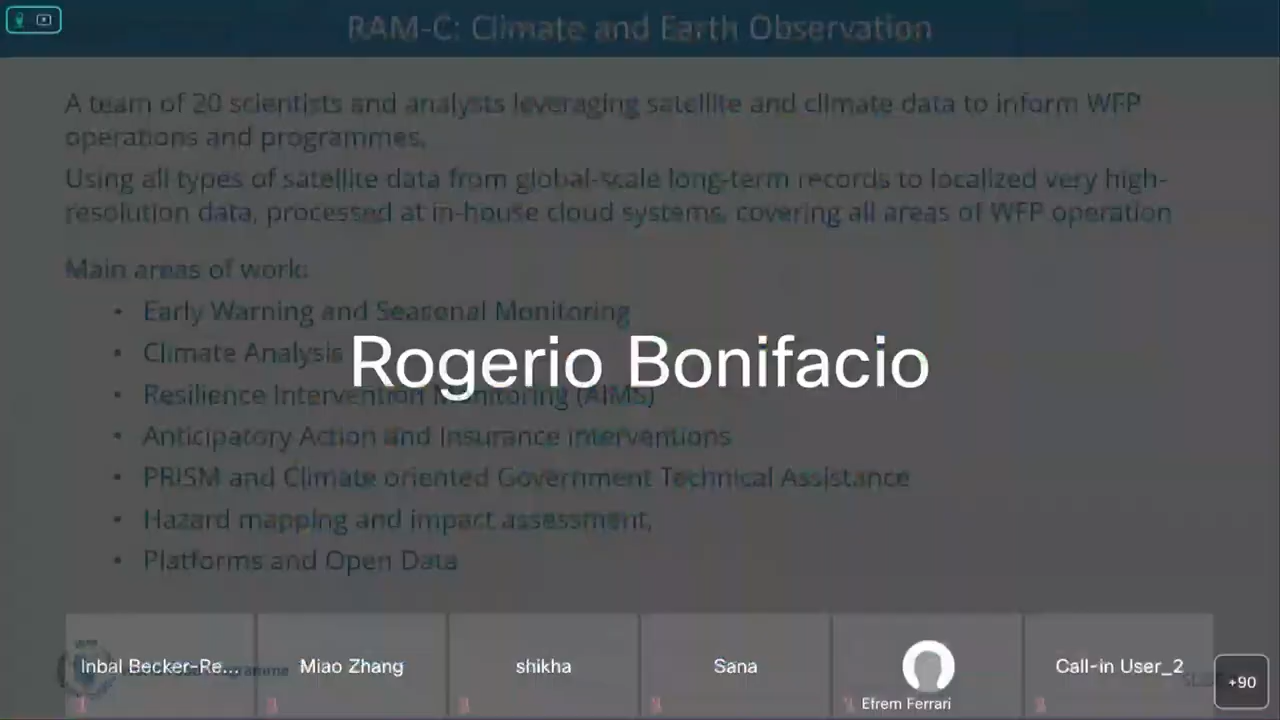 RAM-C: Climate and Earth Observation
A team of 20 scientists and analysts leveraging satellite and climate data to inform WFP
operations and programmes.
Using all types of satellite data from global-scale long-term records to localized very high-
resolution data, processed at in-house cloud systems, covering all areas of WFP operation
Main areas of work:
• Early Warning and Seasonal Monitoring
• Climate Analysis
Rogerio Bonifacio
• Resilience Intervention Monitoring (AIMS)
• Anticipatory Action and Insurance interventions
• PRISM and Climate oriented Government Technical Assistance
• Hazard mapping and impact assessment,
• Platforms and Open Data
Inbal Becker-Re...
Miao Zhang
shikha
Sana
Efrem Ferrari
Call-in User_2
+90